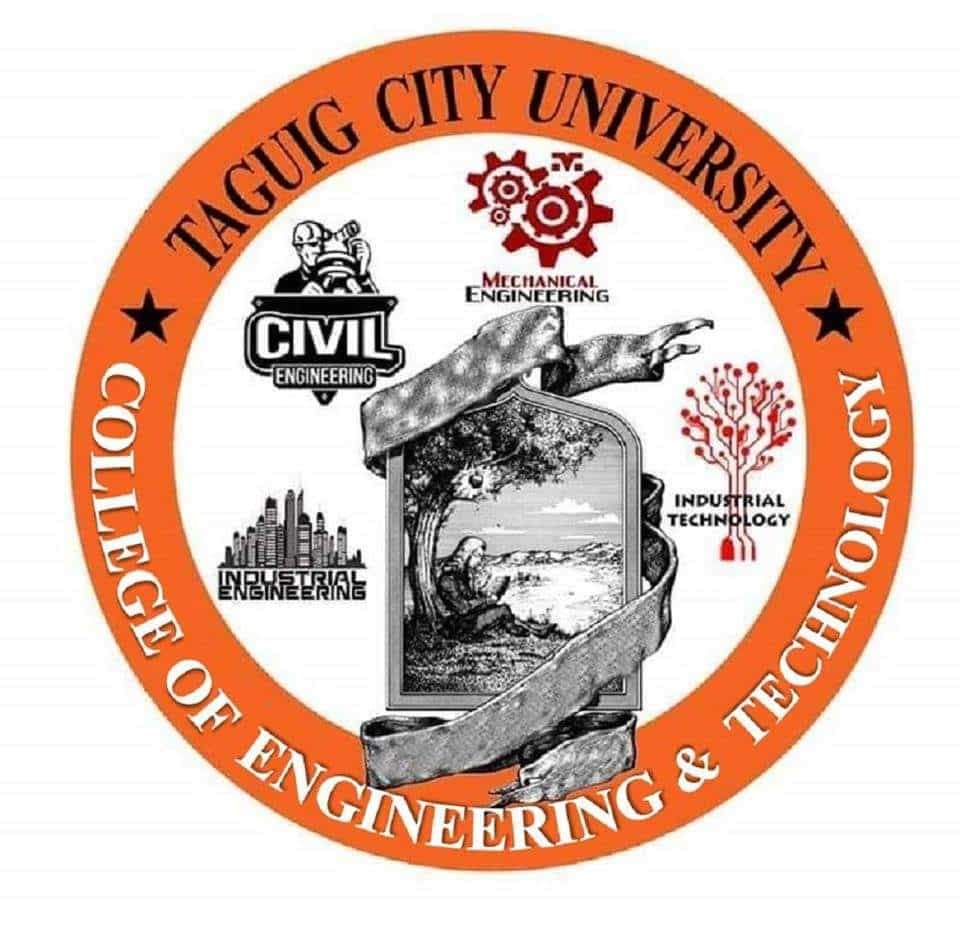 TAGUIG CITY UNIVERSITY
MECHANICAL
ENGINEERING
CIVIL
ENGINEERING
INDUSTRIAL
TECHNOLOGY
INDUSTRIAL
ENGINEERING
COLLEGE OF ENGINEERING & TECHNOLOGY